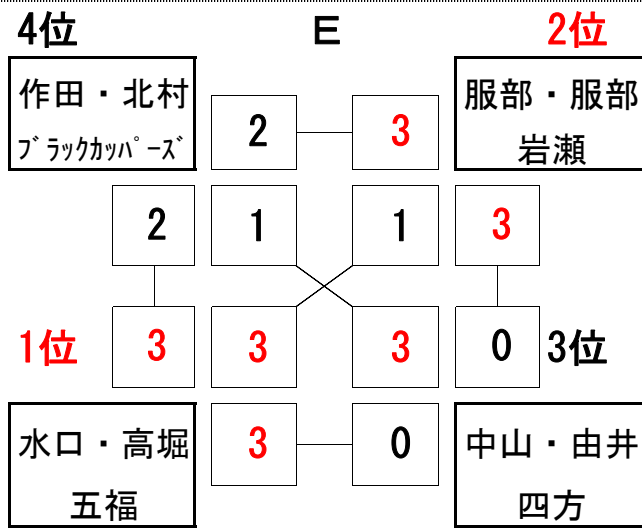 4位 E 2位
作田・北村 服部・服部
ブラックカッパーズ 岩瀬
2 3
2 1 1 3
1位 3 3 3 0 3位
3 0
水口・高堀 中山・由井
五福 四方